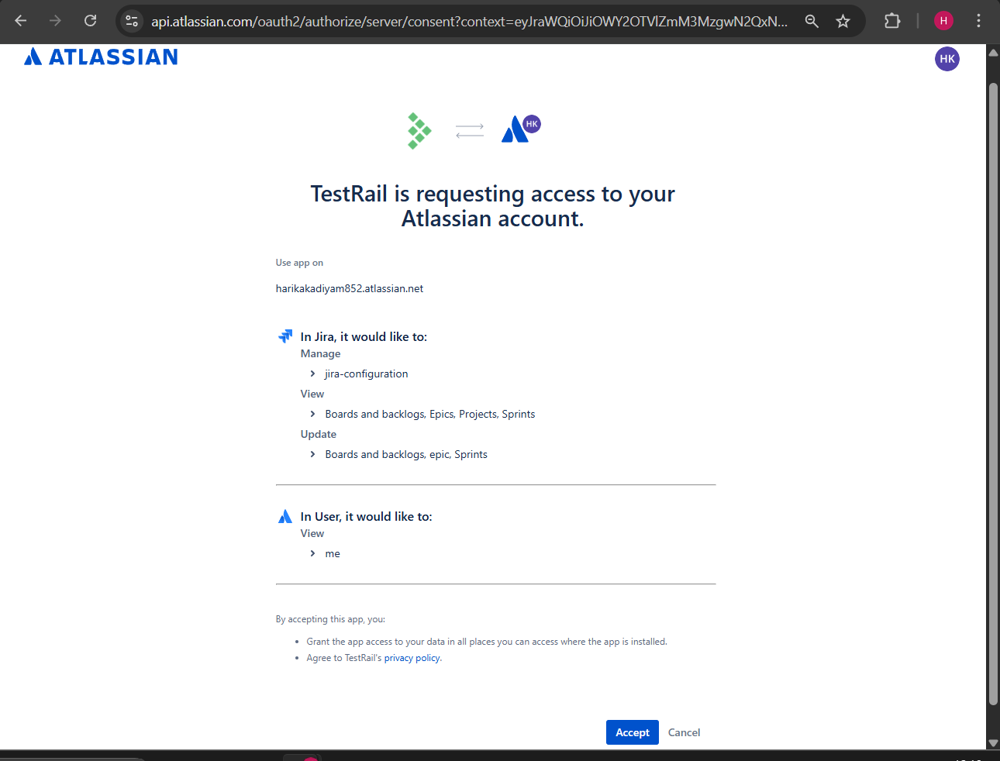 api.atlassian.com/oauth2/authorize/server/consent?context=eyJraWQiOiJiOWY2OTVlZmM3MzgwN2QxN...
H
ATLASSIAN
HK
HK
TestRail is requesting access to your
Atlassian account.
Use app on
harikakadiyam852.atlassian.net
In Jira, it would like to:
Manage
jira-configuration
View
Boards and backlogs, Epics, Projects, Sprints
Update
Boards and backlogs, epic, Sprints
In User, it would like to:
View
me
By accepting this app, you:
• Grant the app access to your data in all places you can access where the app is installed.
• Agree to TestRail's privacy policy.
Accept
Cancel